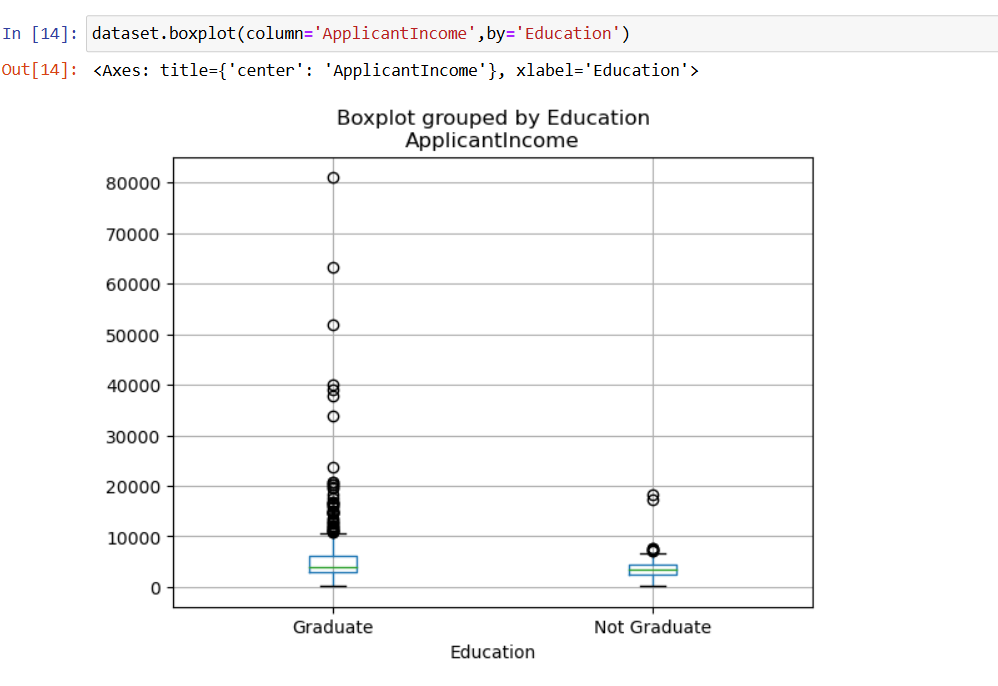 In [14]: dataset.boxplot(column='ApplicantIncome',by='Education')
Out[14]: <Axes: title={'center': 'ApplicantIncome'}, xlabel='Education'>
Boxplot grouped by Education
ApplicantIncome
80000
70000
60000
50000
40000
30000
20000
10000
0
Graduate Not Graduate
Education